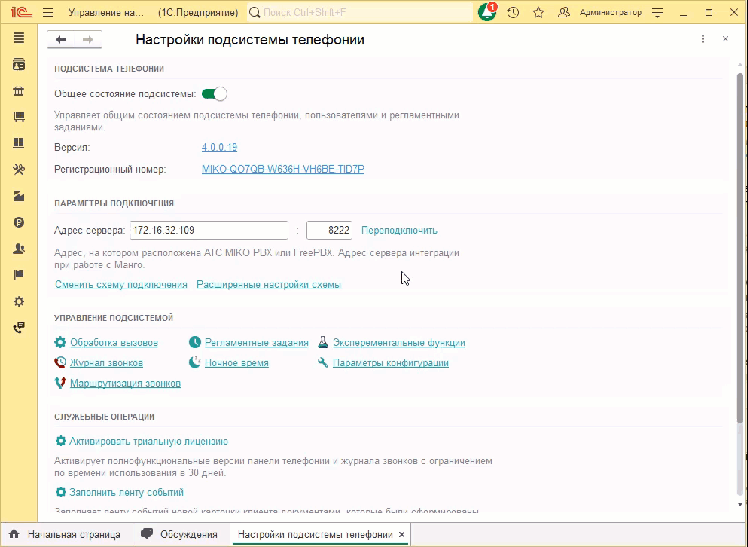 1С Управление на... (1С:Предприятие) Поиск Ctrl+Shift+F 1 Администратор
Настройки подсистемы телефонии
ПОДСИСТЕМА ТЕЛЕФОНИИ
Общее состояние подсистемы:
Управляет общим состоянием подсистемы телефонии, пользователями и регламентными
заданиями.
Версия: 4.0.0.19
Регистрационный номер: MIKO-QO7QB-W636H-VH6BE-TID7P
ПАРАМЕТРЫ ПОДКЛЮЧЕНИЯ
Адрес сервера: 172.16.32.109 : 8222 Переподключить
Адрес, на котором расположена АТС MIKO PBX или FreePBX. Адрес сервера интеграции
при работе с Манго.
Сменить схему подключения Расширенные настройки схемы
УПРАВЛЕНИЕ ПОДСИСТЕМОЙ
Обработка вызовов Регламентные задания Эксперементальные функции
Журнал звонков Ночное время Параметры конфигурации
Маршрутизация звонков
СЛУЖЕБНЫЕ ОПЕРАЦИИ
Активировать триальную лицензию
Активирует полнофункциональные версии панели телефонии и журнала звонков с ограничением
по времени использования в 30 дней.
Заполнить ленту событий
Заполняет ленту событий новой карточки клиента документами, которые были сформированы
Начальная страница Обсуждения Настройки подсистемы телефонии